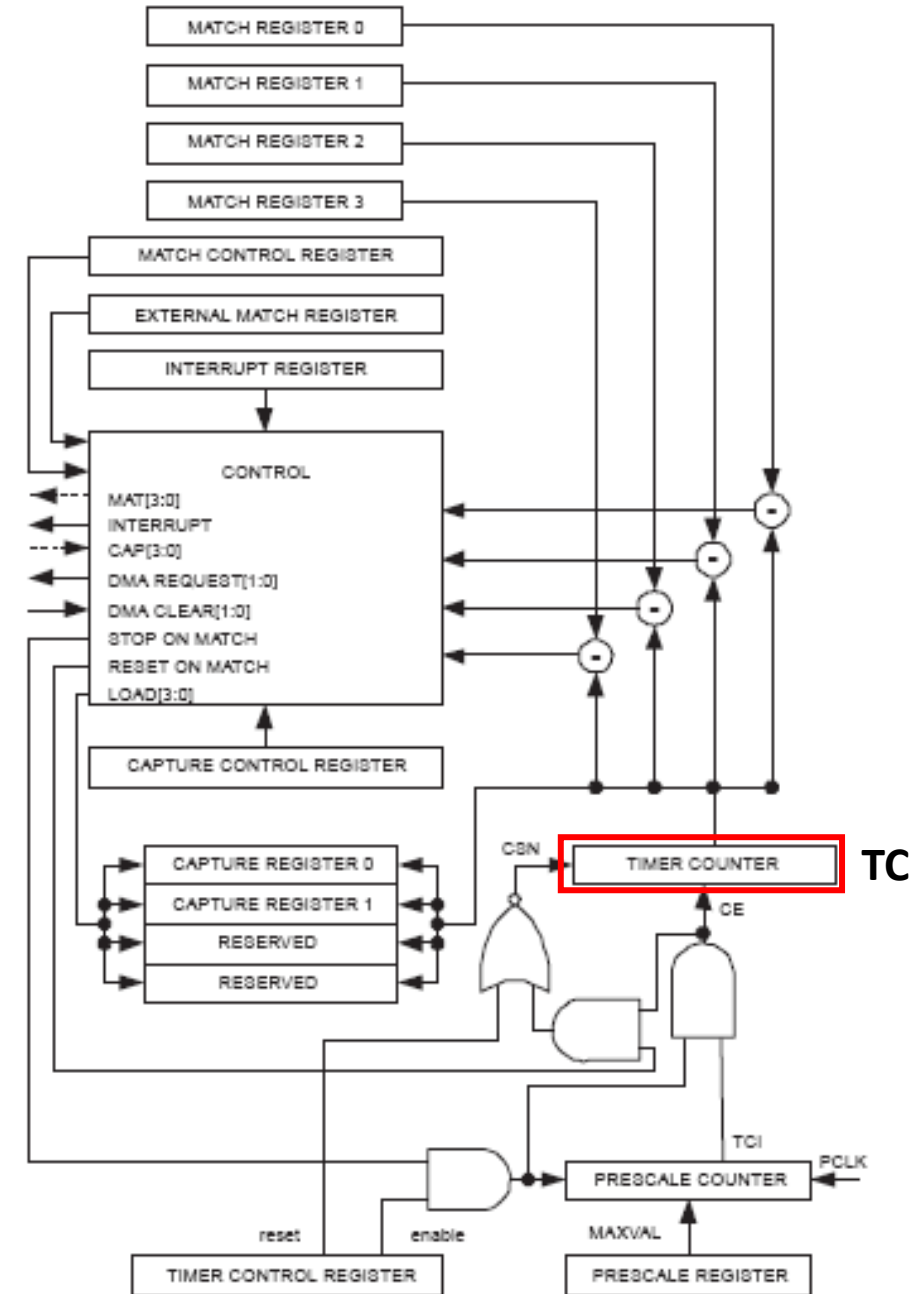 MATCH REGISTER 0
MATCH REGISTER 1
MATCH REGISTER 2
MATCH REGISTER 3
MATCH CONTROL REGISTER
EXTERNAL MATCH REGISTER
INTERRUPT REGISTER
CONTROL
MAT[3:0]
INTERRUPT
CAP[3:0]
DMA REQUEST[1:0]
DMA CLEAR[1:0]
STOP ON MATCH
RESET ON MATCH
LOAD[3:0]
-
-
-
-
CAPTURE CONTROL REGISTER
CSN
TIMER COUNTER
TC
CAPTURE REGISTER 0
CAPTURE REGISTER 1
RESERVED
RESERVED
CE
TCI
PCLK
PRESCALE COUNTER
reset
enable
MAXVAL
TIMER CONTROL REGISTER
PRESCALE REGISTER